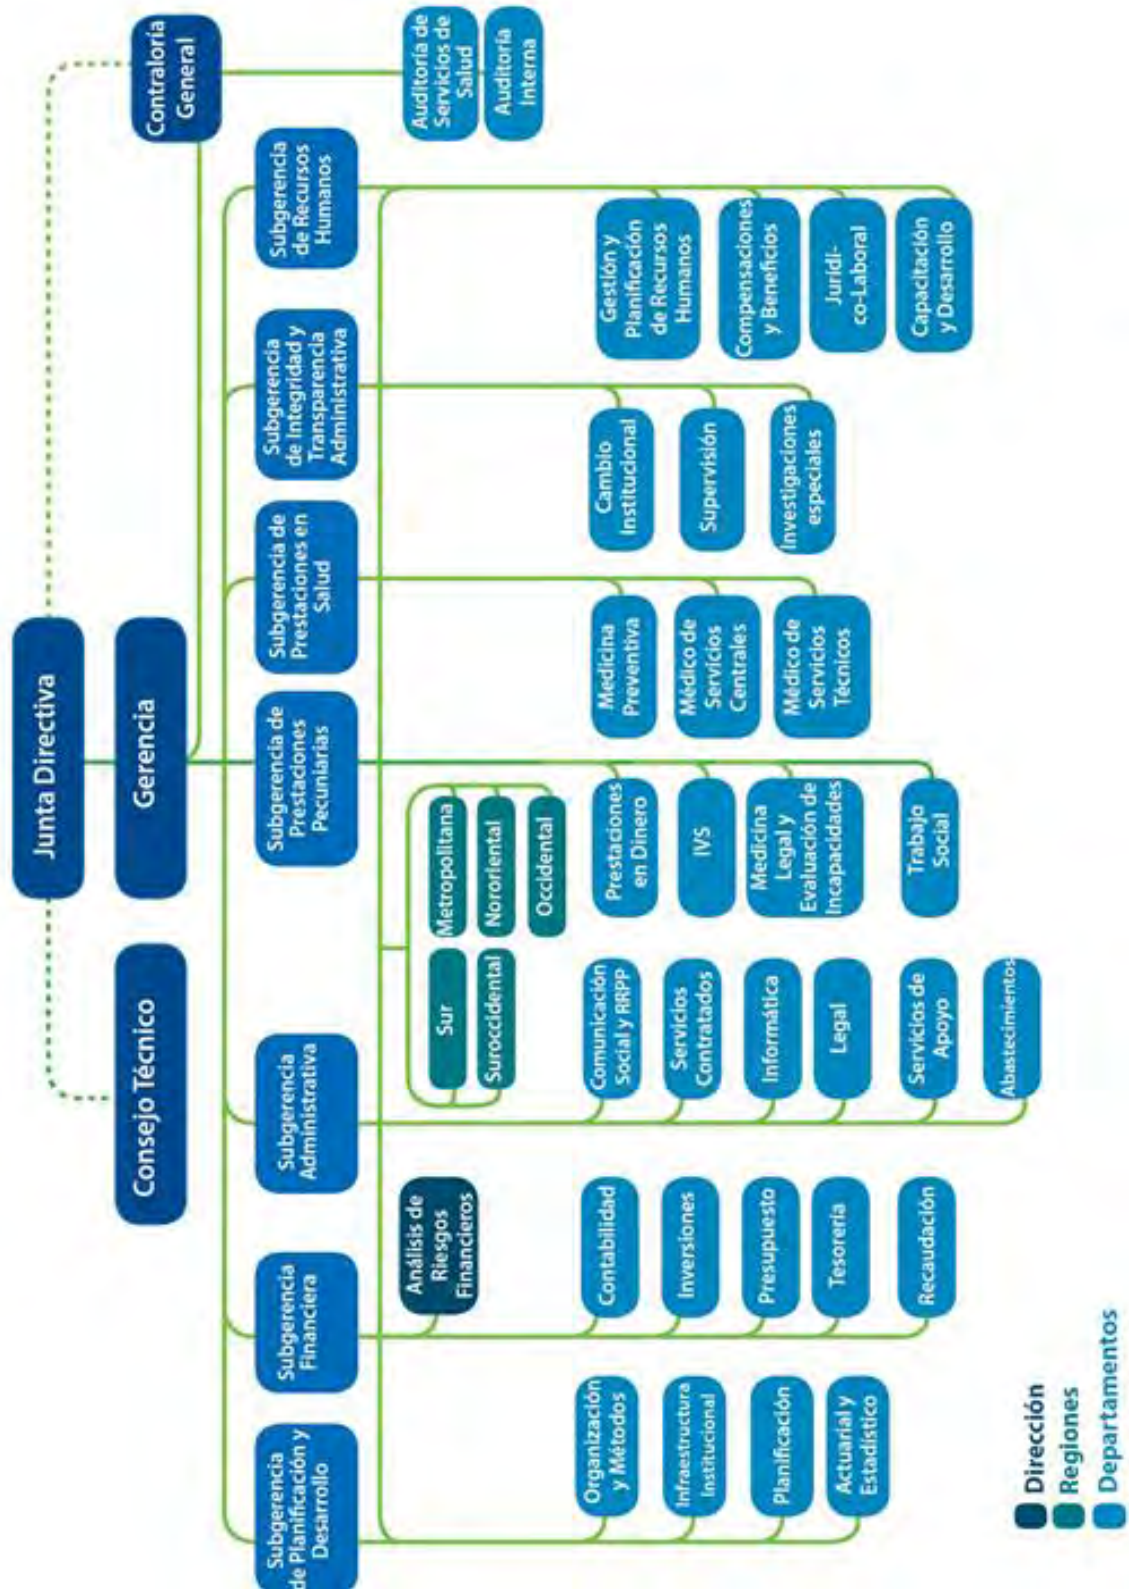 Junta Directiva
Consejo Técnico
Gerencia
Contraloría
General
Subgerencia
de Planificación y
Desarrollo
Subgerencia
Financiera
Subgerencia
Administrativa
Subgerencia de
Prestaciones
Pecuniarias
Subgerencia de
Prestaciones en
Salud
Subgerencia
de Integridad y
Transparencia
Administrativa
Subgerencia
de Recursos
Humanos
Análisis de
Riesgos
Financieros
Sur
Suroccidental
Metropolitana
Nororiental
Occidental
Auditoría de
Servicios de
Salud
Auditoría
Interna
Organización
y Métodos
Infraestructura
Institucional
Planificación
Actuarial y
Estadístico
Contabilidad
Inversiones
Presupuesto
Tesorería
Recaudación
Comunicación
Social y RRPP
Servicios
Contratados
Informática
Legal
Servicios de
Apoyo
Abastecimientos
Prestaciones
en Dinero
IVS
Medicina
Legal y
Evaluación de
Incapacidades
Trabajo
Social
Medicina
Preventiva
Médico de
Servicios
Centrales
Médico de
Servicios
Técnicos
Cambio
Institucional
Supervisión
Investigaciones
especiales
Gestión y
Planificación
de Recursos
Humanos
Compensaciones
y Beneficios
Jurídi-
co-Laboral
Capacitación
y Desarrollo
Dirección
Regiones
Departamentos